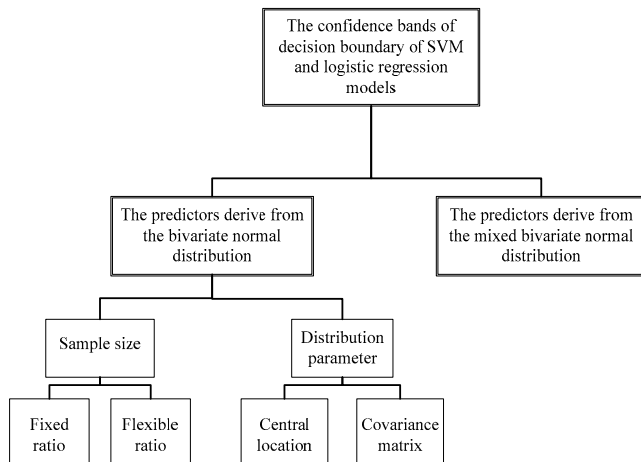 The confidence bands of
decision boundary of SVM
and logistic regression
models
The predictors derive from
the bivariate normal
distribution
The predictors derive from
the mixed bivariate normal
distribution
Sample size
Distribution
parameter
Fixed
ratio
Flexible
ratio
Central
location
Covariance
matrix